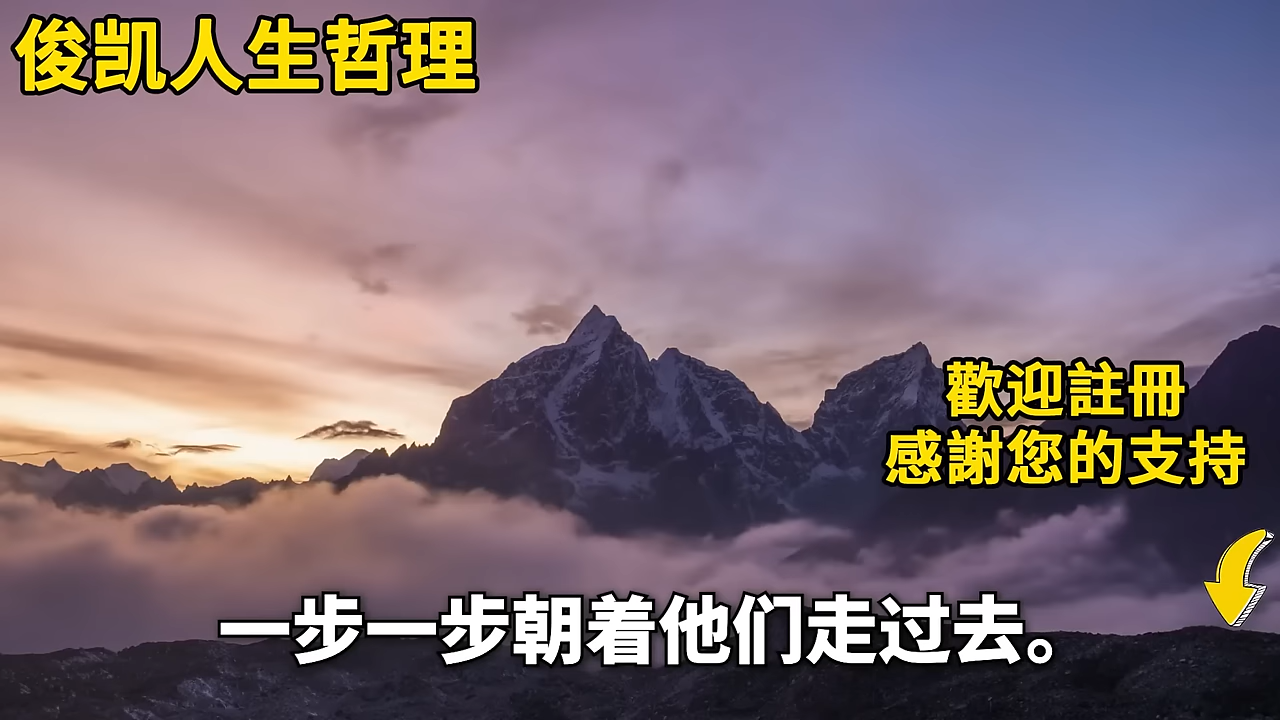 俊凯人生哲理
歡迎註冊
感謝您的支持
一步一步朝着他们走过去。